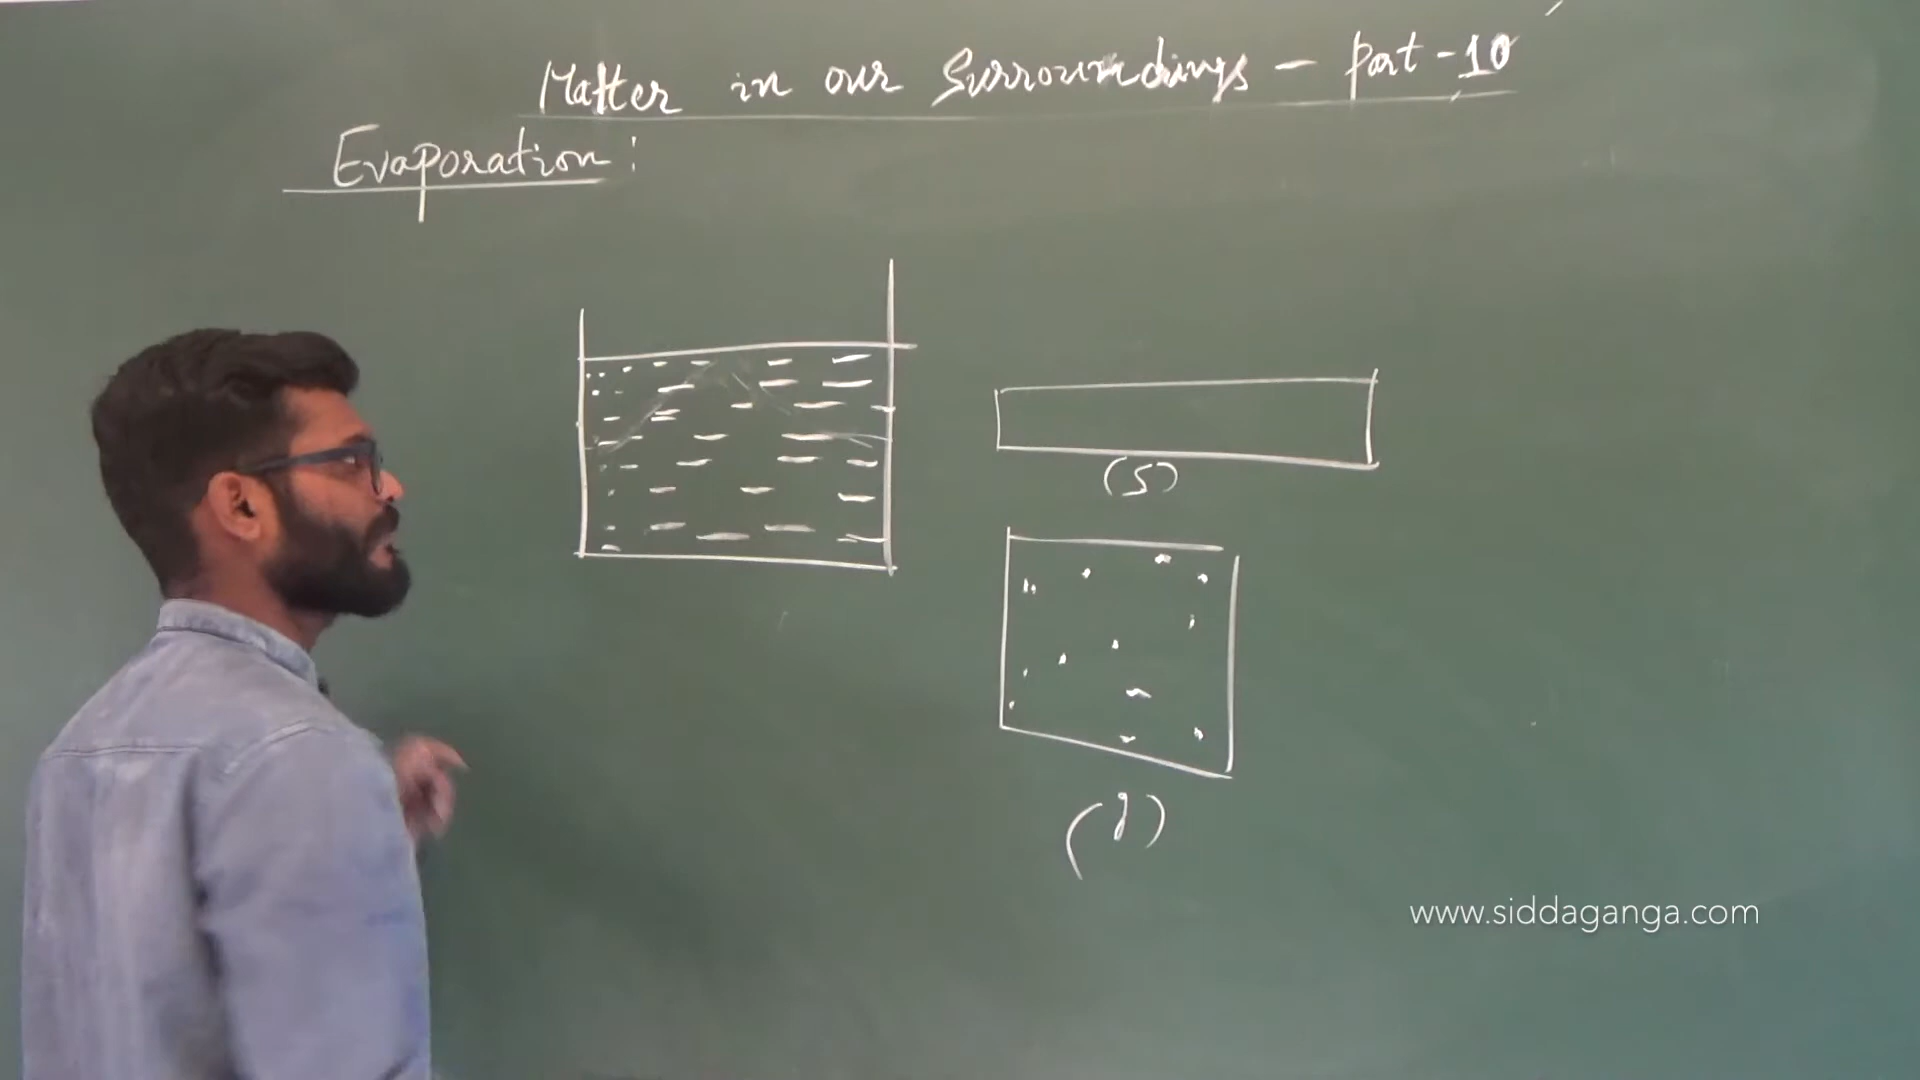 Matter in our Surroundings - Part-10
Evaporation:
(S)
(g)
www.siddaganga.com